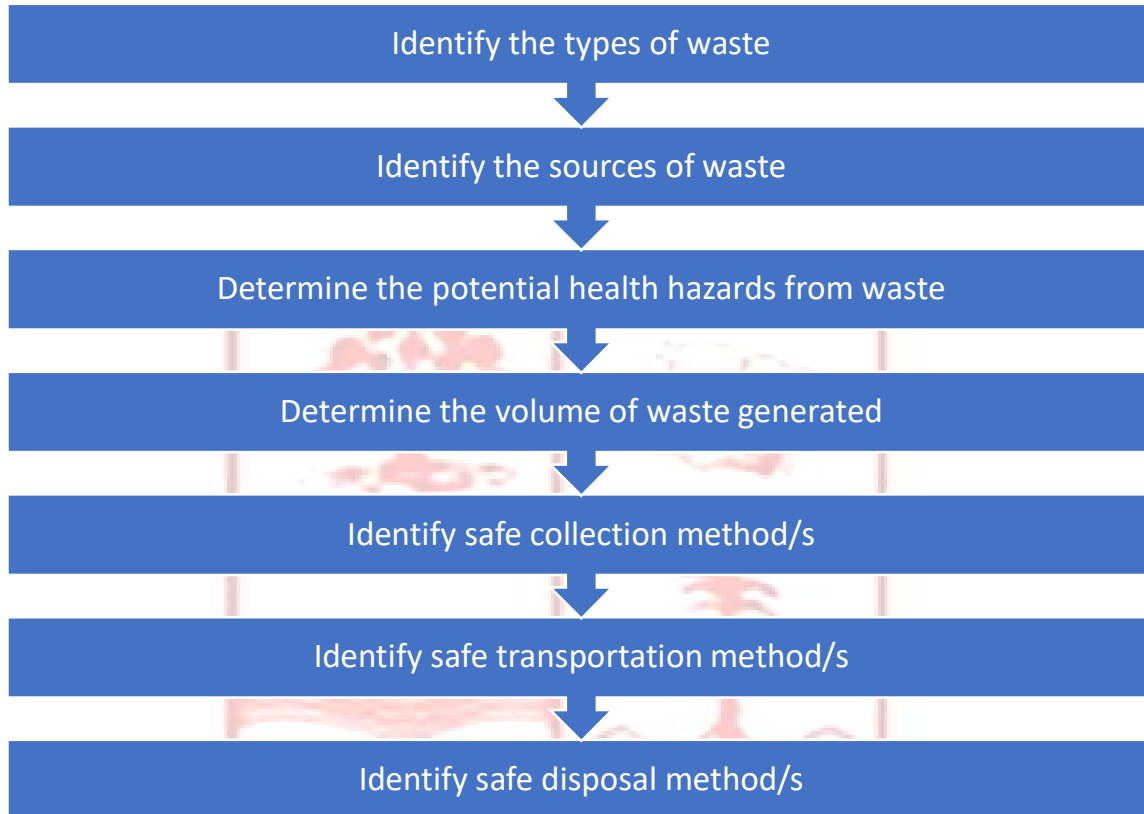 Identify the types of waste
Identify the sources of waste
Determine the potential health hazards from waste
Determine the volume of waste generated
Identify safe collection method/s
Identify safe transportation method/s
Identify safe disposal method/s